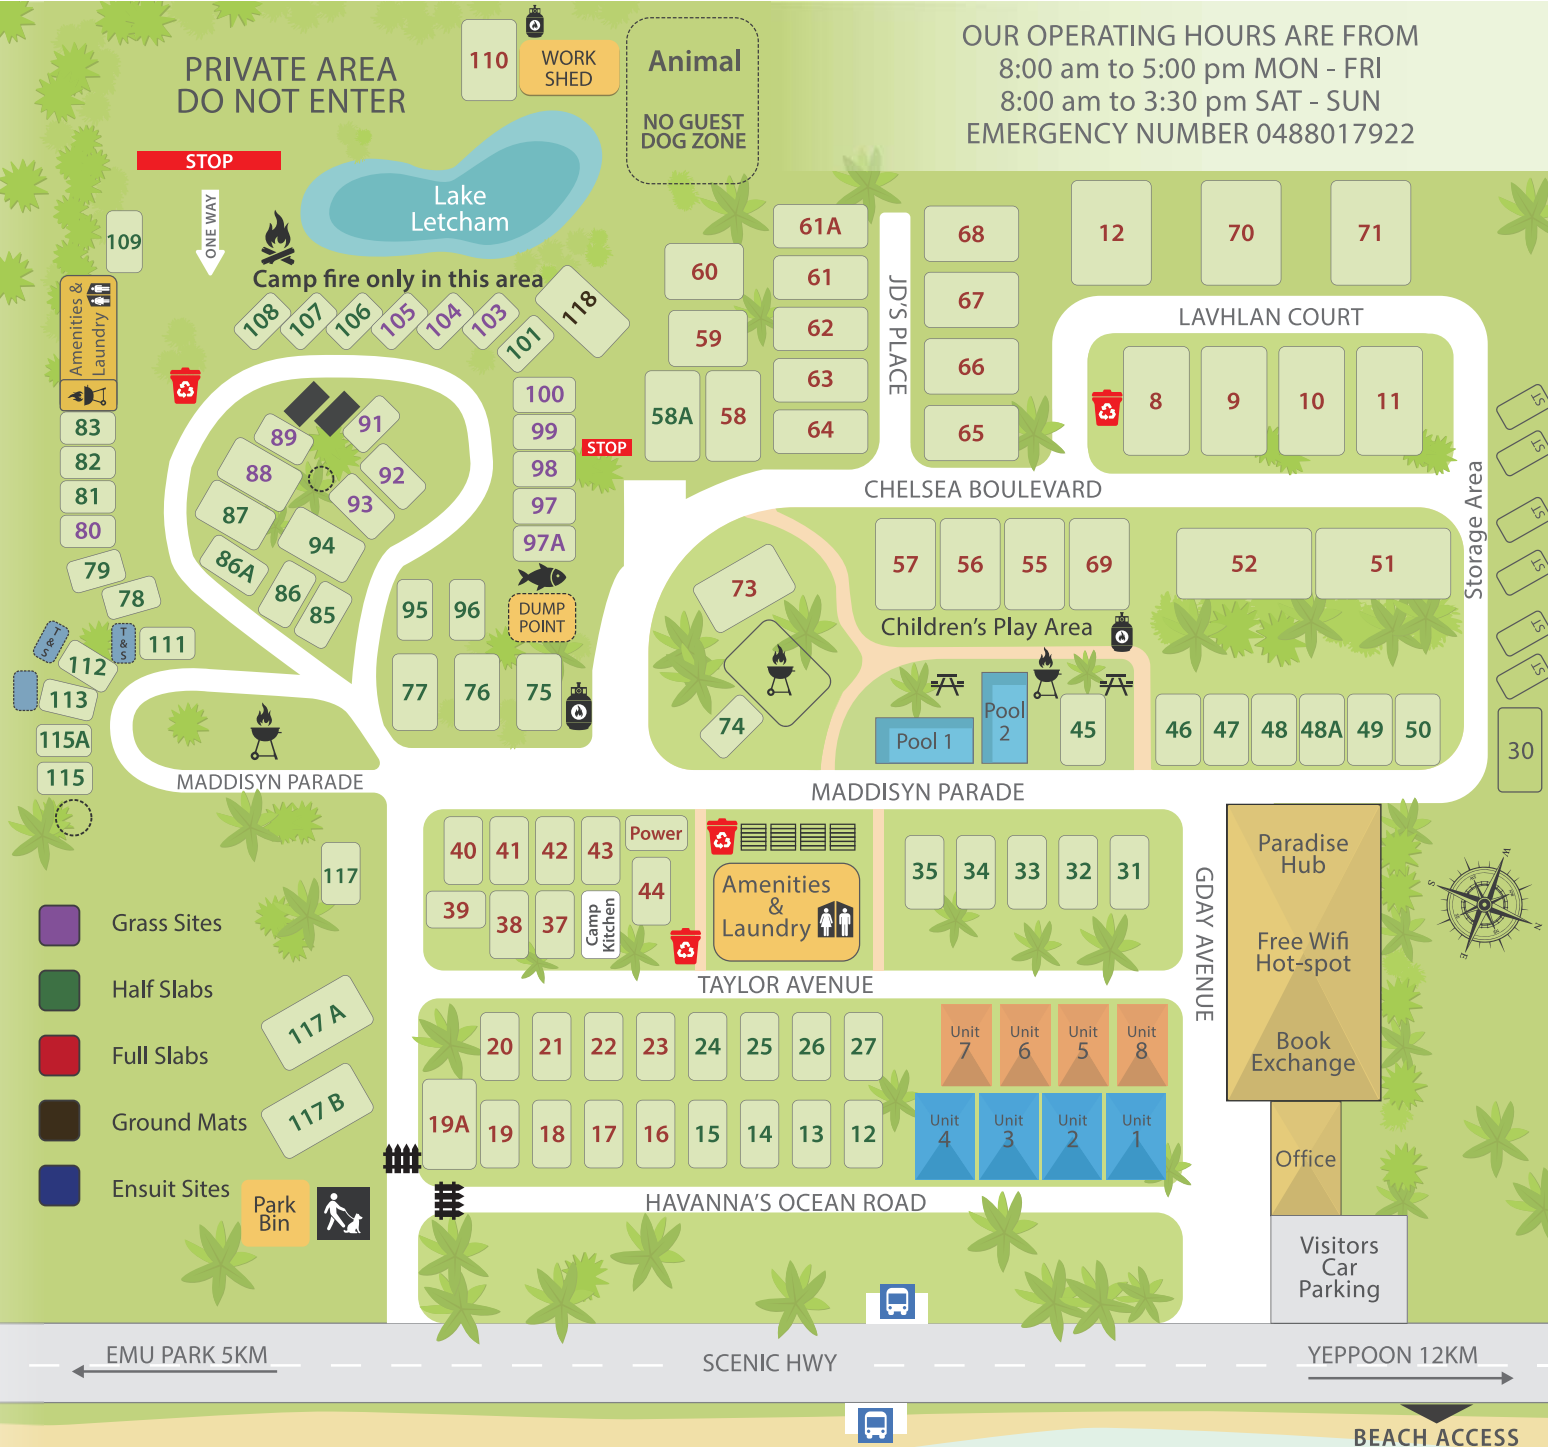 OUR OPERATING HOURS ARE FROM
8:00 am to 5:00 pm MON - FRI
8:00 am to 3:30 pm SAT - SUN
EMERGENCY NUMBER 0488017922
PRIVATE AREA
DO NOT ENTER
STOP
ONE WAY
110
WORK
SHED
Animal
NO GUEST
DOG ZONE
Lake
Letcham
Camp fire only in this area
109
Amenities &
Laundry
108
107
106
105
104
103
101
118
60
59
58A
58
61A
61
62
63
64
JD'S PLACE
68
67
66
65
12
70
71
LAVHLAN COURT
8
9
10
11
83
82
81
80
79
78
89
91
88
92
87
93
94
86A
86
85
100
99
98
97
97A
STOP
CHELSEA BOULEVARD
Storage Area
ST
ST
ST
ST
ST
ST
30
95
96
DUMP
POINT
77
76
75
73
74
57
56
55
69
52
51
Children's Play Area
Pool 1
Pool
2
45
46
47
48
48A
49
50
T&S
T&S
111
112
113
115A
115
MADDISYN PARADE
MADDISYN PARADE
40
41
42
43
Power
39
38
37
Camp
Kitchen
44
Amenities
&
Laundry
35
34
33
32
31
GDAY AVENUE
Paradise
Hub
Free Wifi
Hot-spot
Book
Exchange
Office
Visitors
Car
Parking
W
S
N
E
117
Grass Sites
Half Slabs
Full Slabs
Ground Mats
Ensuit Sites
117 A
117 B
Park
Bin
TAYLOR AVENUE
20
21
22
23
24
25
26
27
19A
19
18
17
16
15
14
13
12
Unit
7
Unit
6
Unit
5
Unit
8
Unit
4
Unit
3
Unit
2
Unit
1
HAVANNA'S OCEAN ROAD
EMU PARK 5KM
SCENIC HWY
YEPPOON 12KM
BEACH ACCESS